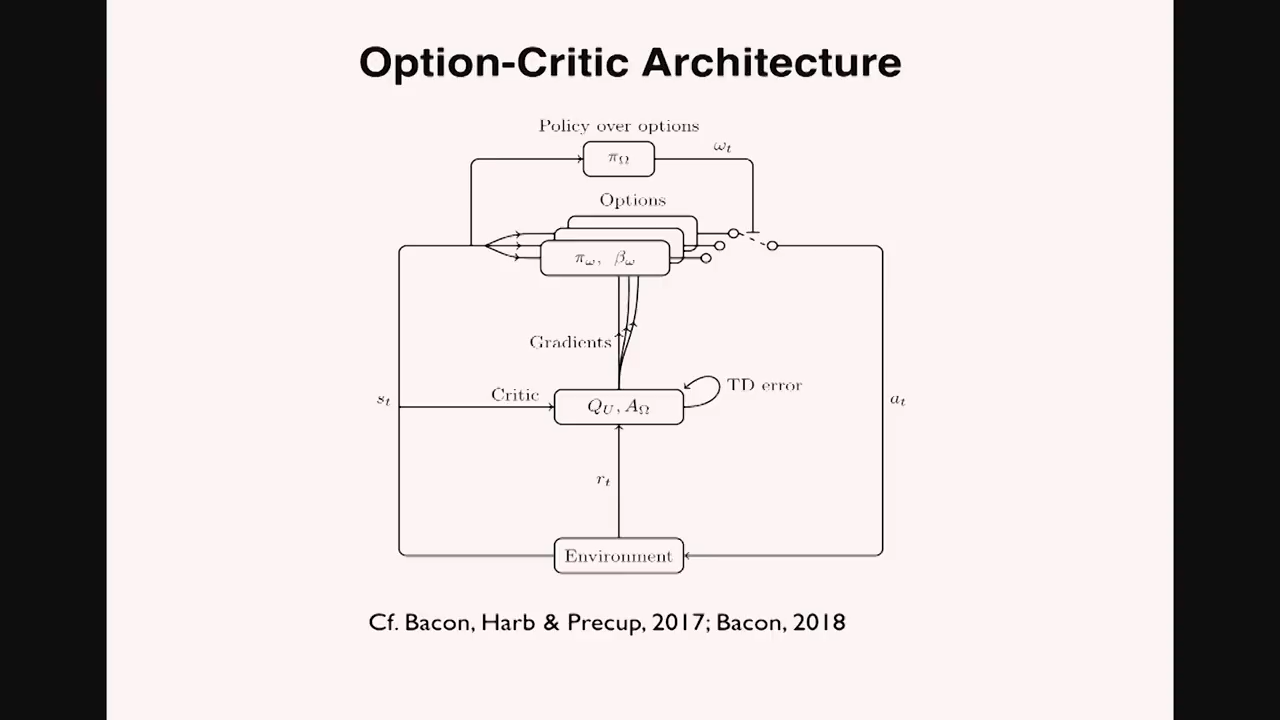 Option-Critic Architecture
Policy over options
π_Ω
ω_t
Options
π_ω, β_ω
Gradients
Critic
TD error
s_t
Q_U, A_Ω
a_t
r_t
Environment
Cf. Bacon, Harb & Precup, 2017; Bacon, 2018